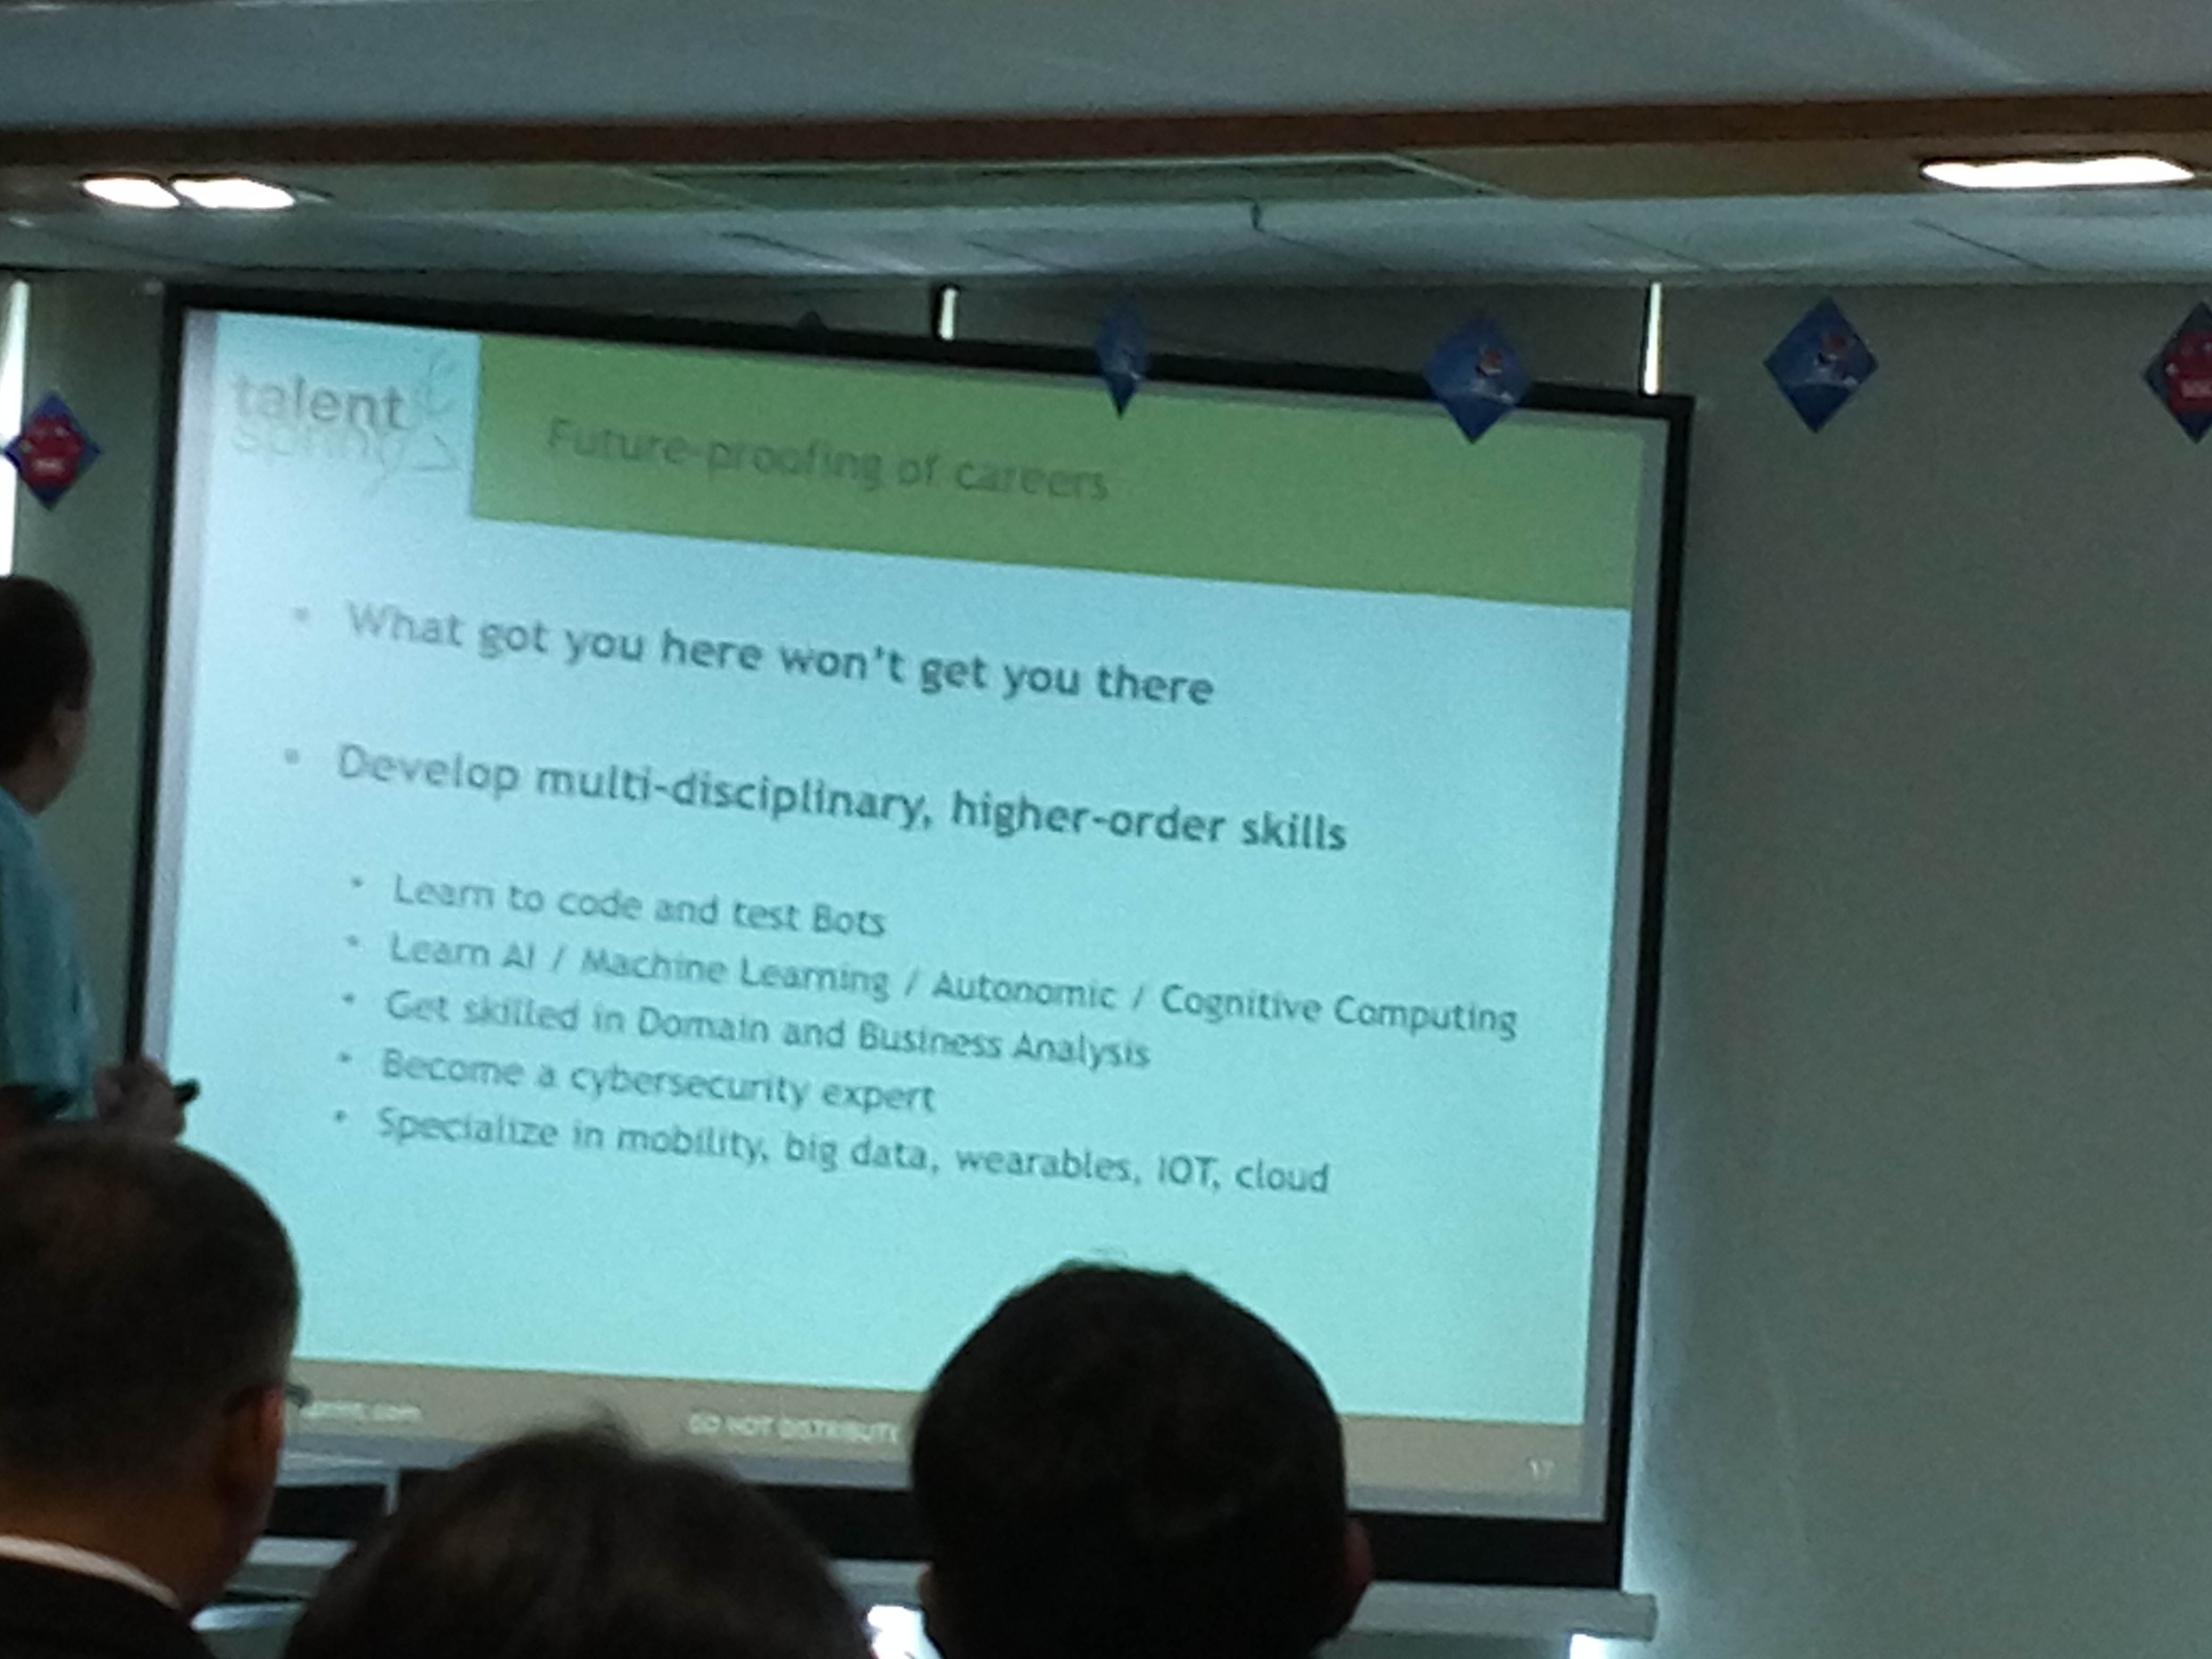 talent
Future-proofing of careers
• What got you here won't get you there
• Develop multi-disciplinary, higher-order skills
• Learn to code and test Bots
• Learn AI / Machine Learning / Autonomic / Cognitive Computing
• Get skilled in Domain and Business Analysis
• Become a cybersecurity expert
• Specialize in mobility, big data, wearables, IOT, cloud
DO NOT DISTRIBUTE
17